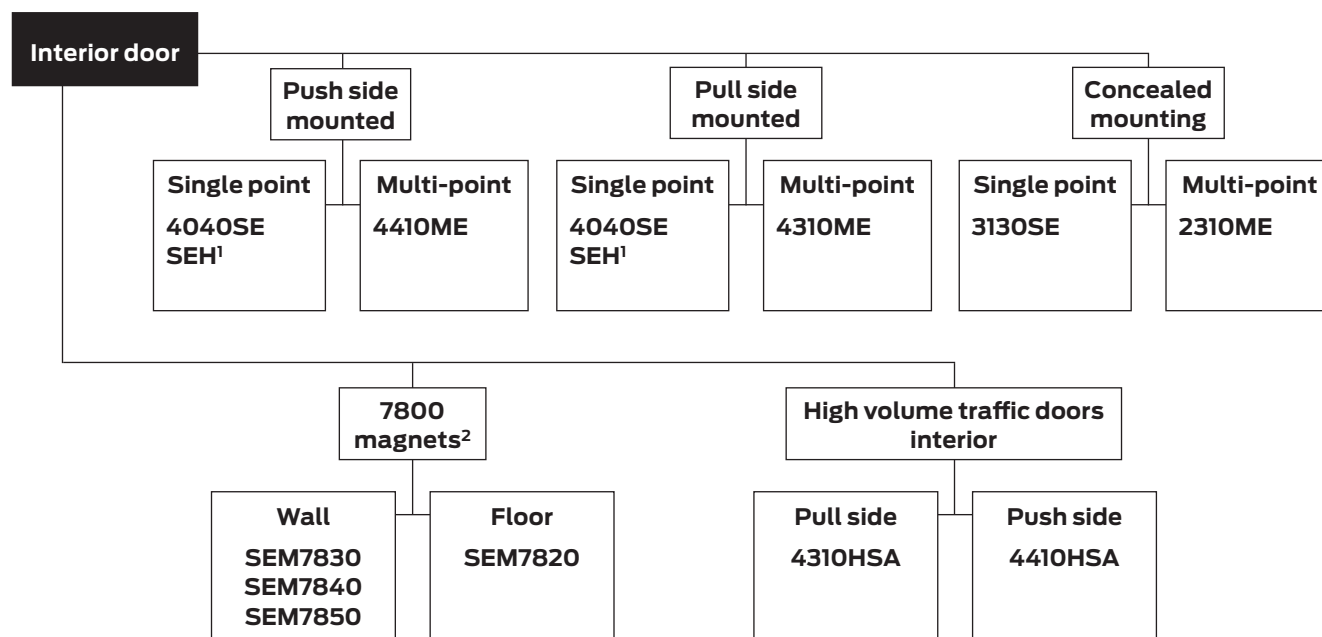 Interior door
Push side
mounted
Pull side
mounted
Concealed
mounting
Single point
4040SE
SEH¹
Multi-point
4410ME
Single point
4040SE
SEH¹
Multi-point
4310ME
Single point
3130SE
Multi-point
2310ME
7800
magnets²
High volume traffic doors
interior
Wall
SEM7830
SEM7840
SEM7850
Floor
SEM7820
Pull side
4310HSA
Push side
4410HSA